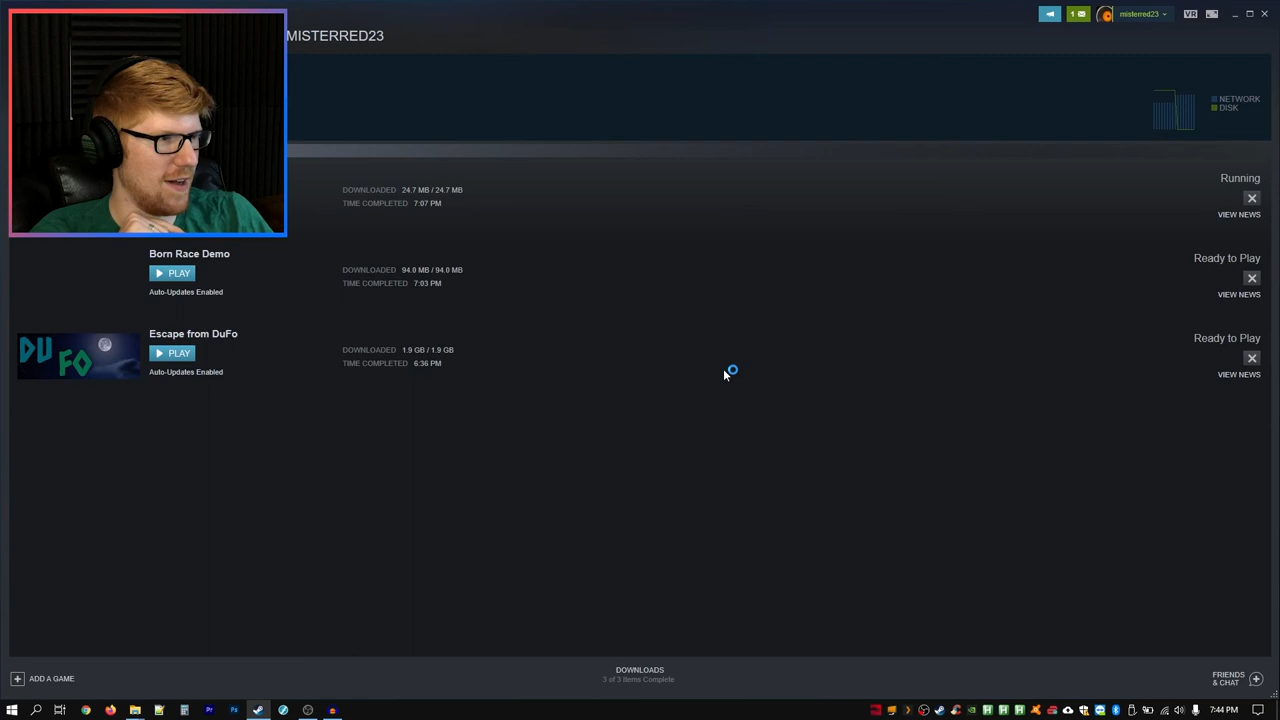 1
misterred23
VR
MISTERRED23
NETWORK
DISK
DOWNLOADED 24.7 MB / 24.7 MB
TIME COMPLETED 7:07 PM
Running
VIEW NEWS
Born Race Demo
PLAY
Auto-Updates Enabled
DOWNLOADED 94.0 MB / 94.0 MB
TIME COMPLETED 7:03 PM
Ready to Play
VIEW NEWS
DU
FO
Escape from DuFo
PLAY
Auto-Updates Enabled
DOWNLOADED 1.9 GB / 1.9 GB
TIME COMPLETED 6:36 PM
Ready to Play
VIEW NEWS
ADD A GAME
DOWNLOADS
3 of 3 Items Complete
FRIENDS
& CHAT
Pr
Ps
7:44 PM